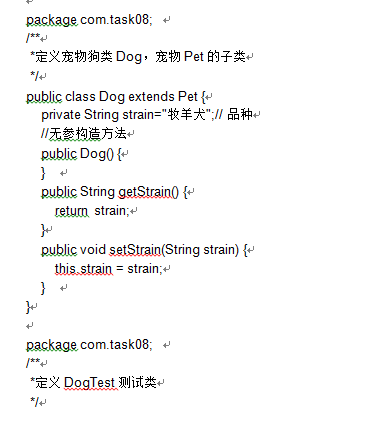 package com.task08;
/**
*定义宠物狗类 Dog，宠物 Pet 的子类
*/
public class Dog extends Pet {
private String strain="牧羊犬";// 品种
//无参构造方法
public Dog() {
}
public String getStrain() {
return strain;
}
public void setStrain(String strain) {
this.strain = strain;
}
}
package com.task08;
/**
*定义 DogTest 测试类
*/